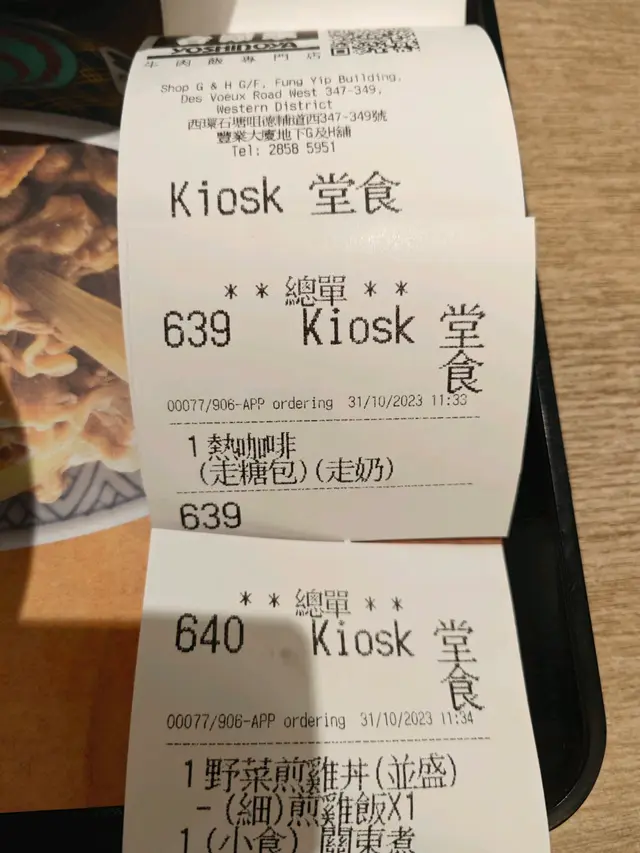 YOSHINOYA
牛肉飯專門店
Shop G & H G/F, Fung Yip Building,
Des Voeux Road West 347-349,
Western District
西環石塘咀德輔道西347-349號
豐業大廈地下G及H舖
Tel: 2858 5951
Kiosk 堂食
** 總單 **
639 Kiosk 堂食
00077/906-APP ordering 31/10/2023 11:33
1 熱咖啡
(走糖包)(走奶)
639
** 總單 **
640 Kiosk 堂食
00077/906-APP ordering 31/10/2023 11:34
1 野菜煎雞丼(並盛)
-(細)煎雞飯X1
1 (小食) 關東煮